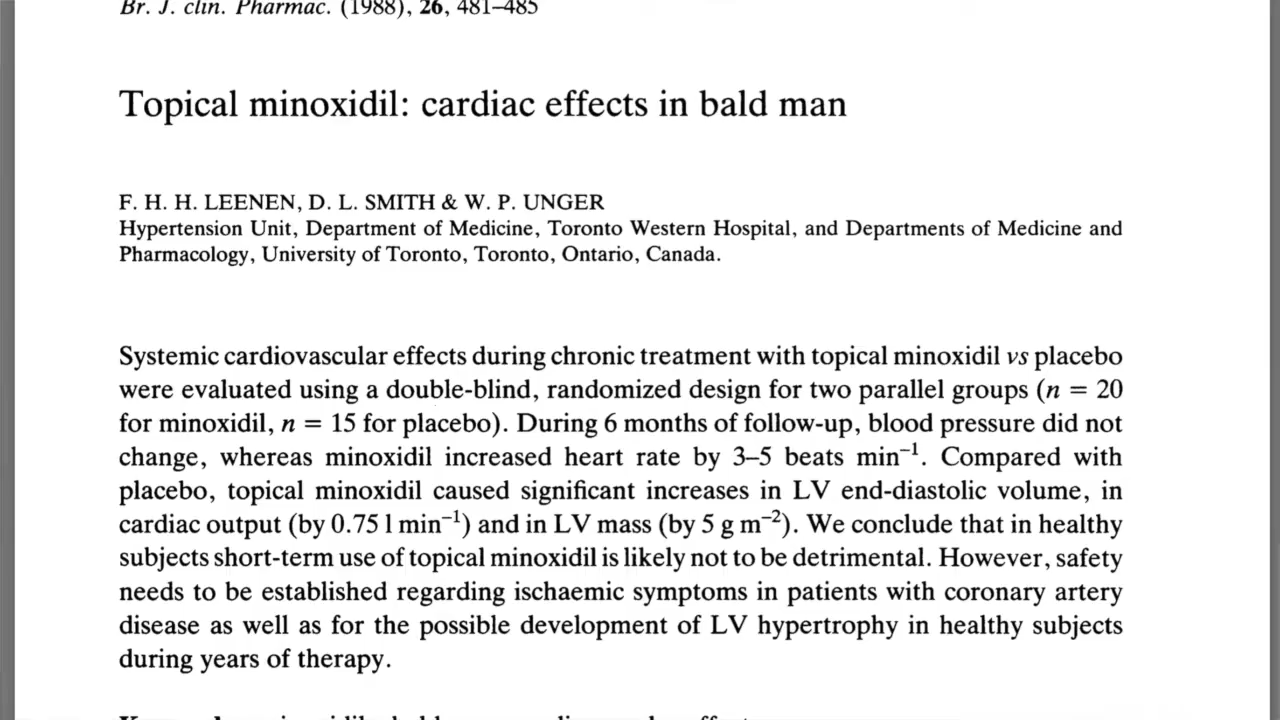 Br. J. clin. Pharmac. (1988), 26, 481–485
Topical minoxidil: cardiac effects in bald man
F. H. H. LEENEN, D. L. SMITH & W. P. UNGER
Hypertension Unit, Department of Medicine, Toronto Western Hospital, and Departments of Medicine and
Pharmacology, University of Toronto, Toronto, Ontario, Canada.
Systemic cardiovascular effects during chronic treatment with topical minoxidil vs placebo
were evaluated using a double-blind, randomized design for two parallel groups (n = 20
for minoxidil, n = 15 for placebo). During 6 months of follow-up, blood pressure did not
change, whereas minoxidil increased heart rate by 3–5 beats min⁻¹. Compared with
placebo, topical minoxidil caused significant increases in LV end-diastolic volume, in
cardiac output (by 0.75 l min⁻¹) and in LV mass (by 5 g m⁻²). We conclude that in healthy
subjects short-term use of topical minoxidil is likely not to be detrimental. However, safety
needs to be established regarding ischaemic symptoms in patients with coronary artery
disease as well as for the possible development of LV hypertrophy in healthy subjects
during years of therapy.